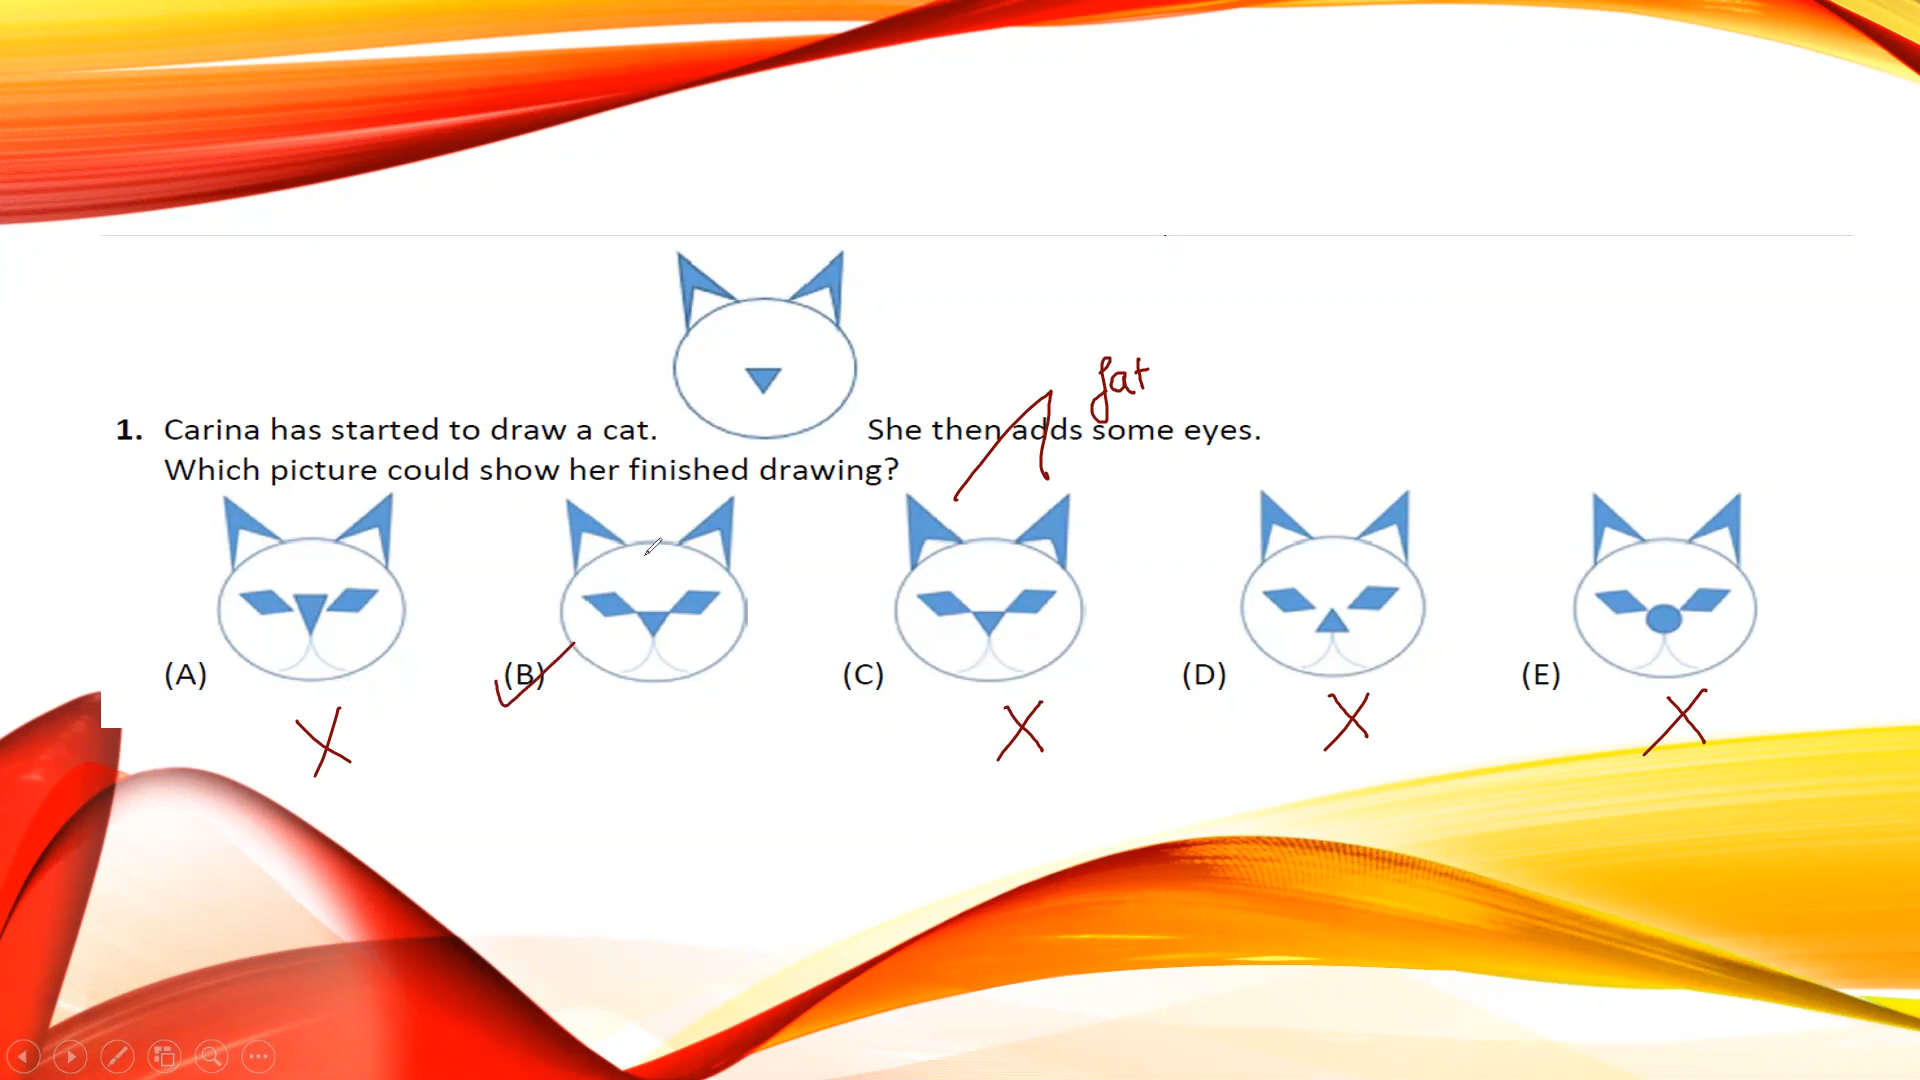 fat
1. Carina has started to draw a cat. She then adds some eyes.
Which picture could show her finished drawing?
(A) (B) (C) (D) (E)